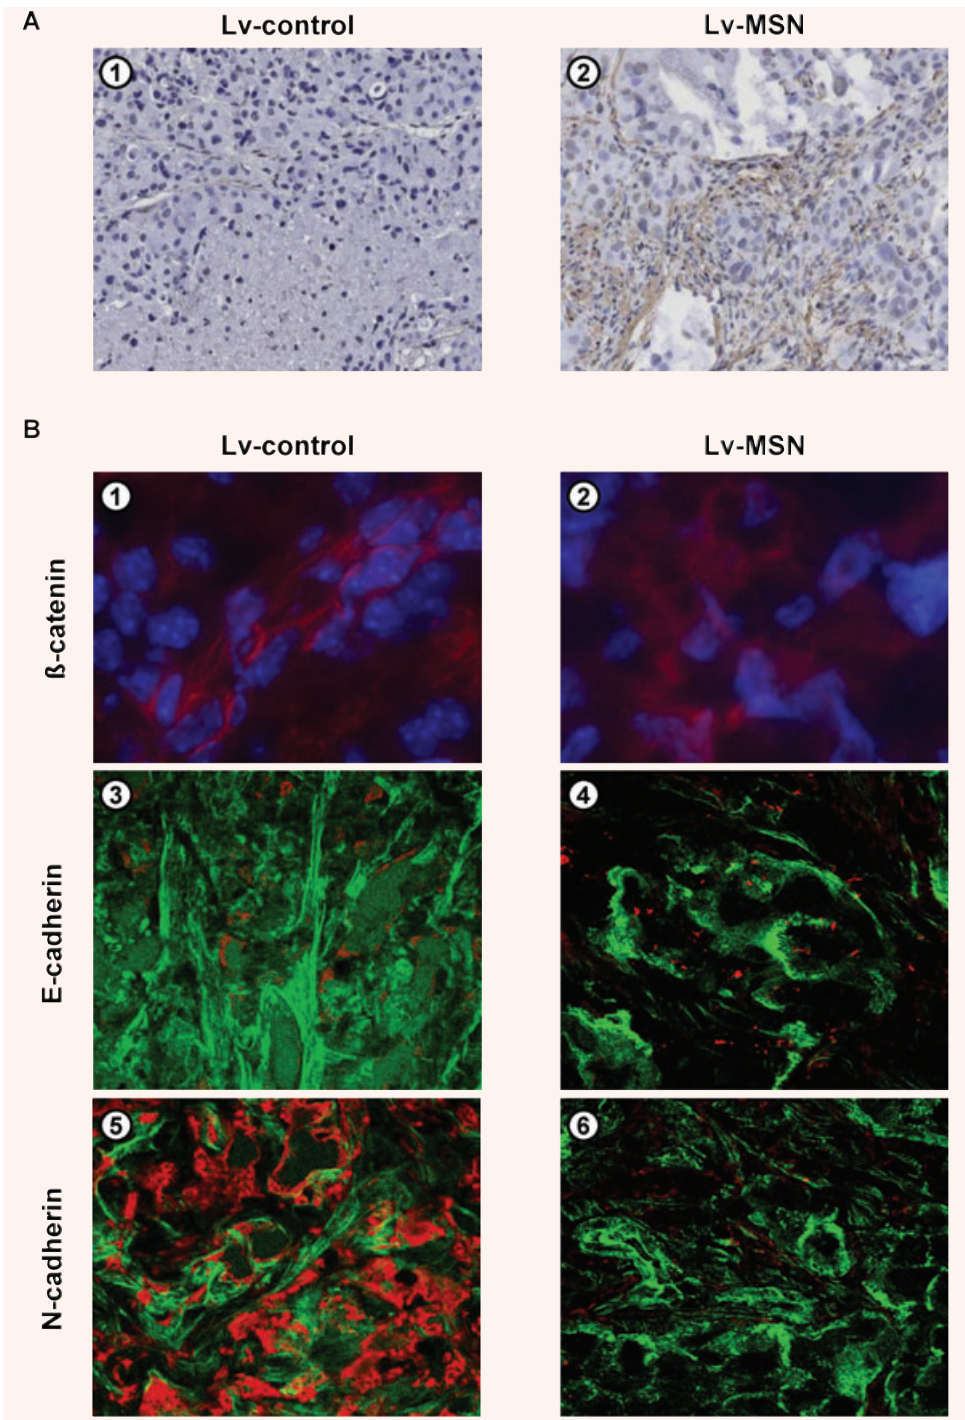 A
Lv-control Lv-MSN
1 2
B
Lv-control Lv-MSN
ß-catenin
1 2
E-cadherin
3 4
N-cadherin
5 6